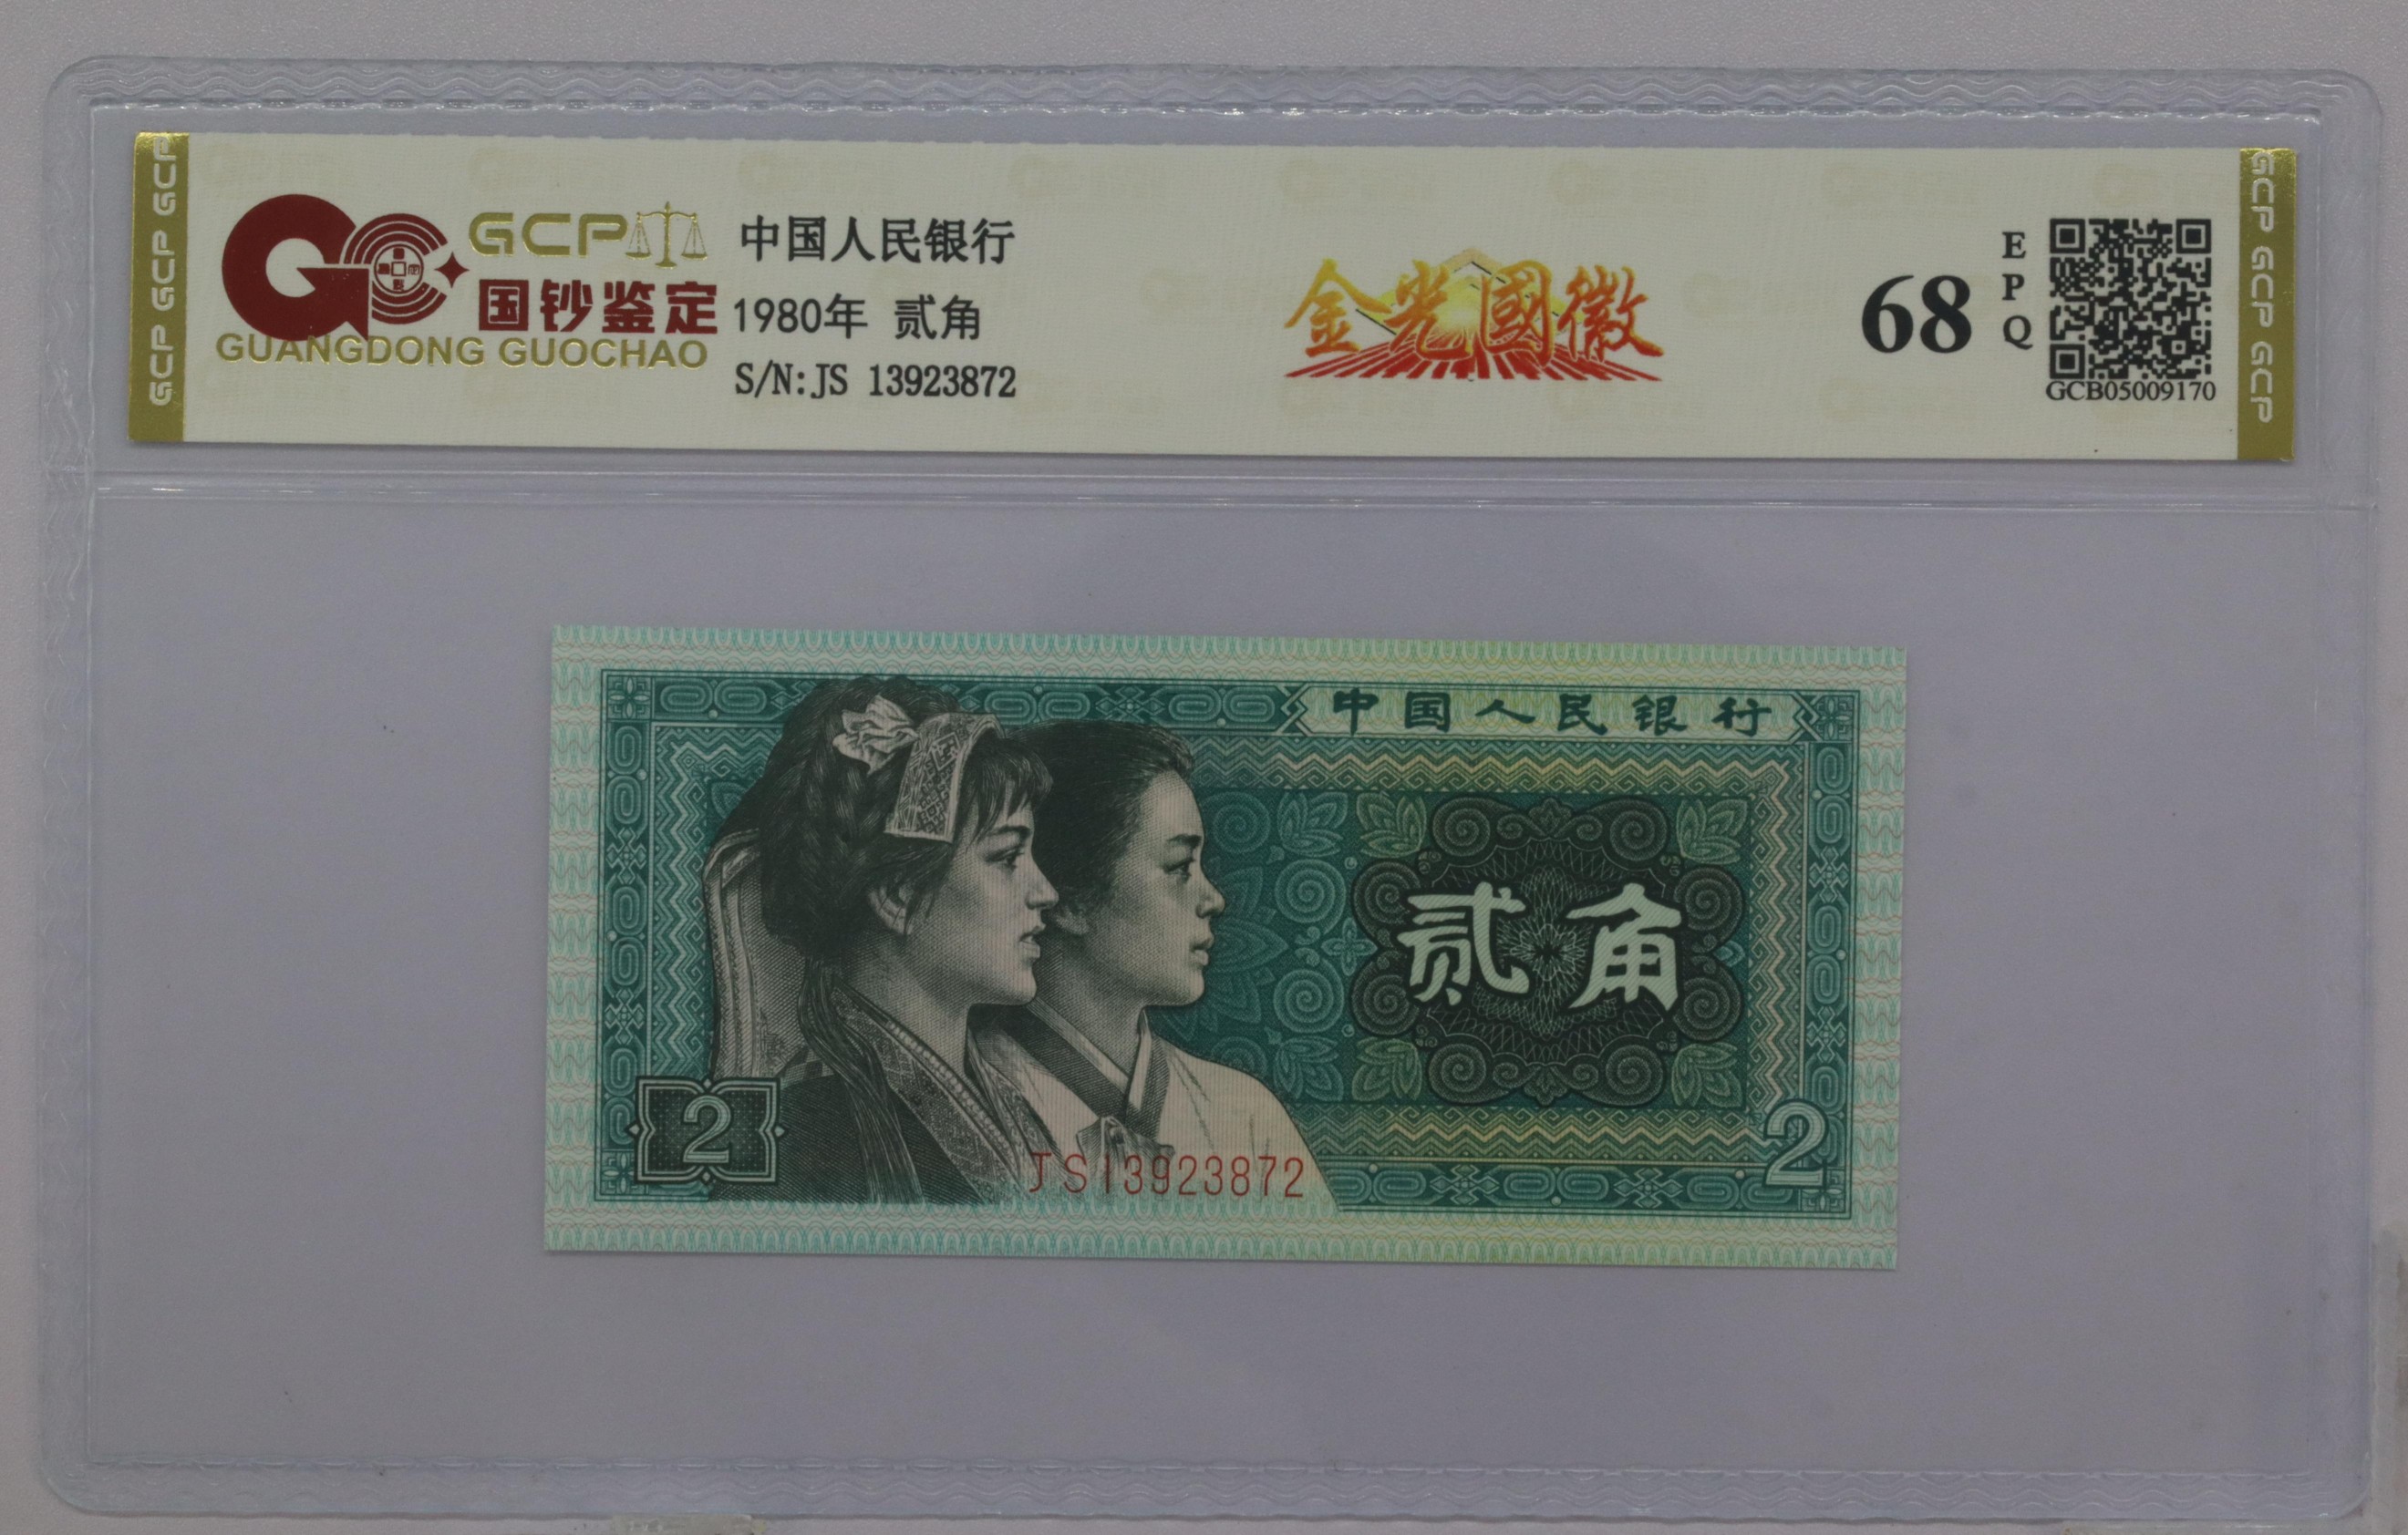 GCP GCP GCP
GCP
国钞鉴定
GUANGDONG GUOCHAO
中国人民银行
1980年 贰角
S/N:JS 13923872
金光國徽
68
EPQ
GCB05009170
GCP GCP GCP
中国人民银行
贰角
2
JS13923872
2